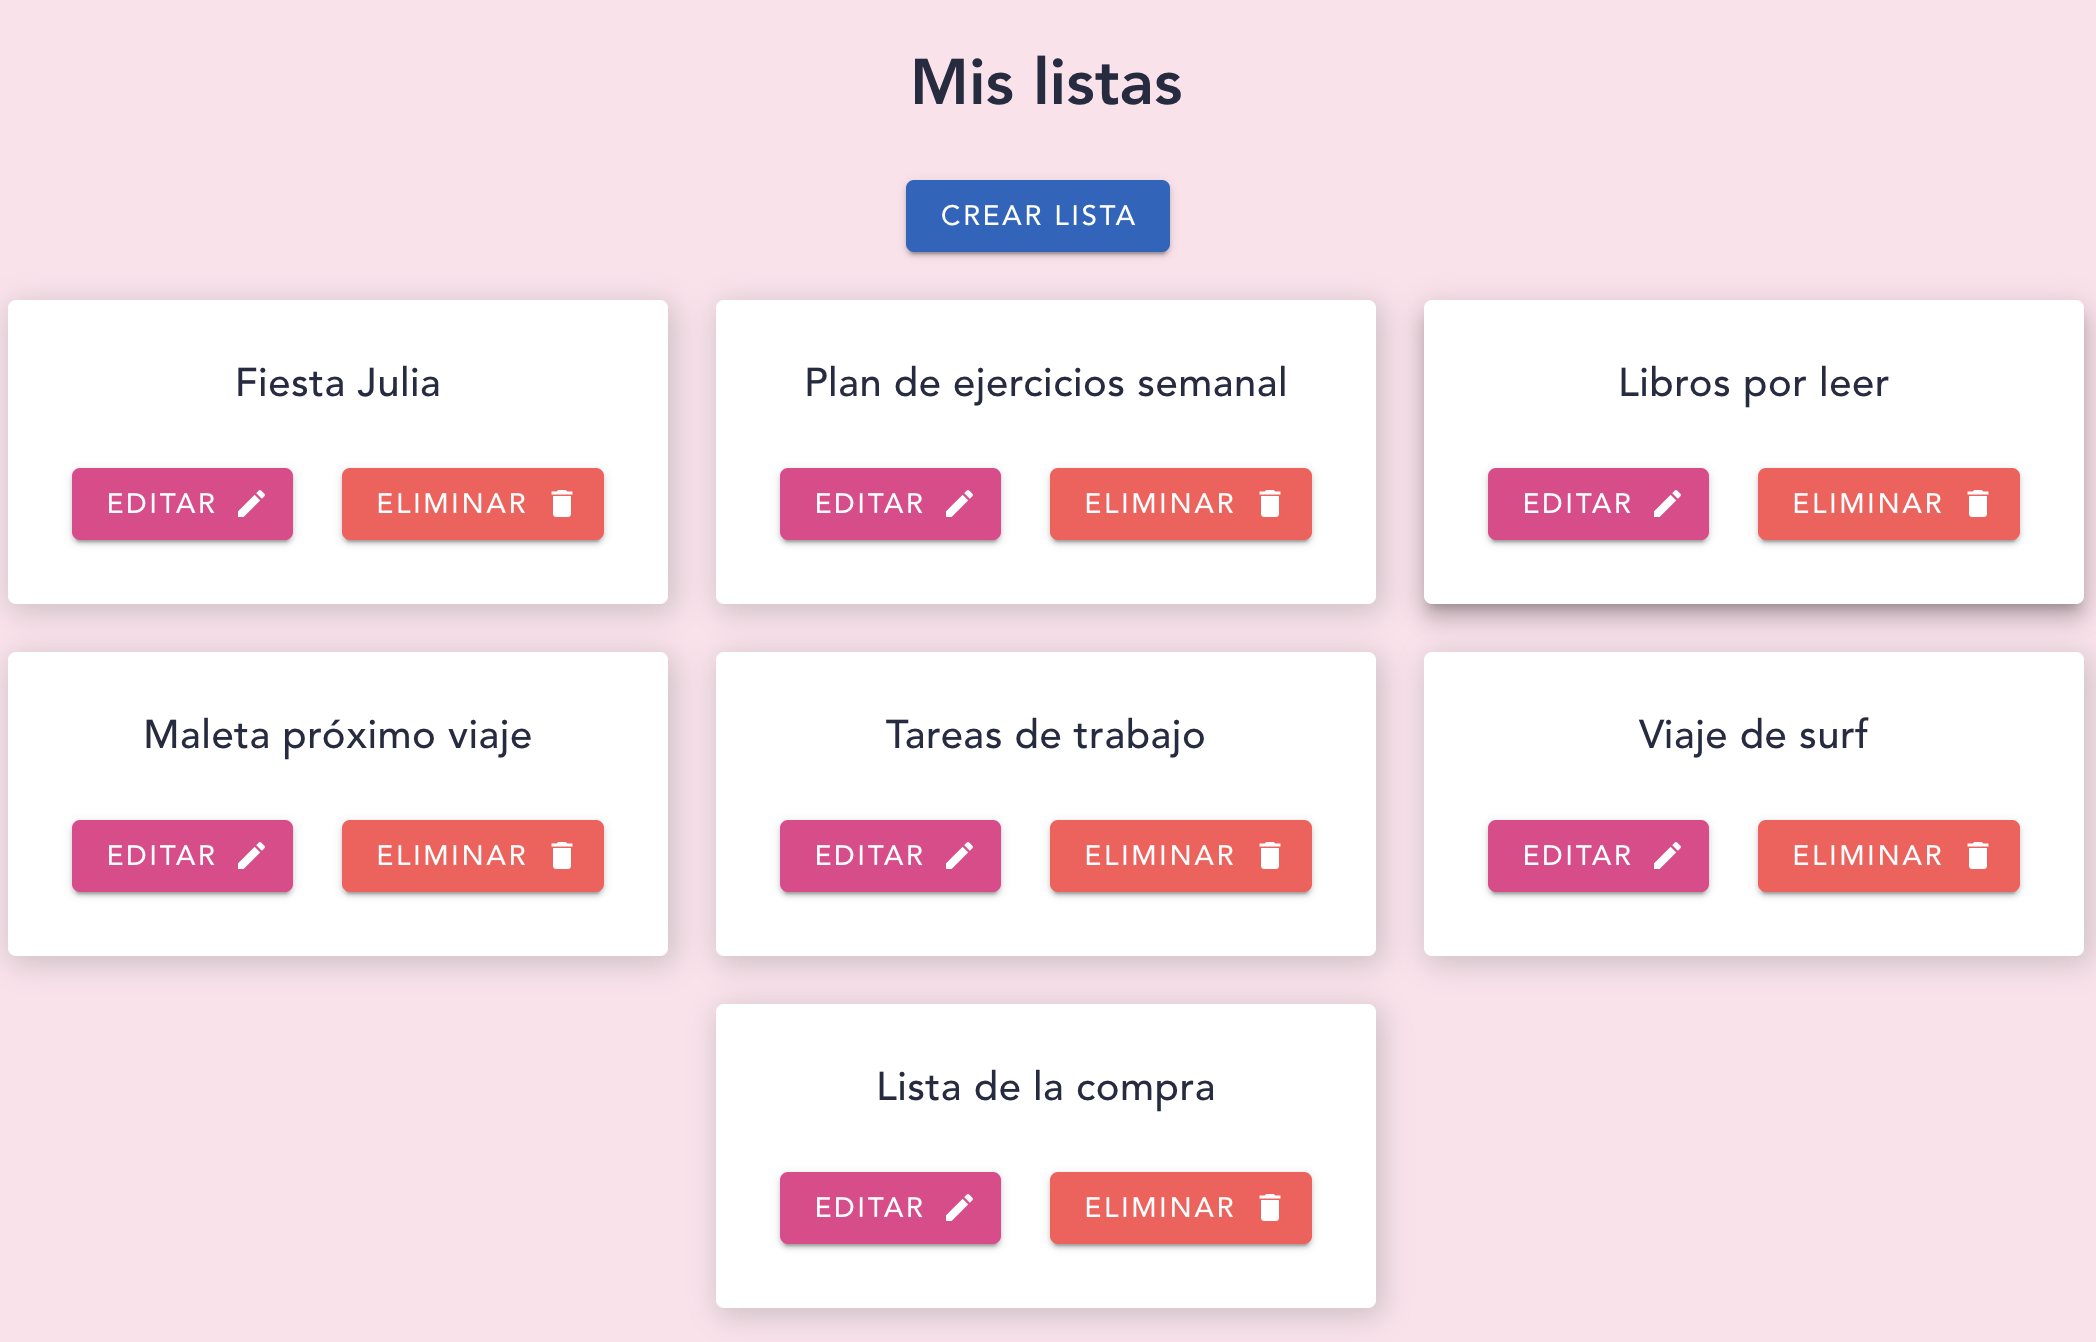 Mis listas
CREAR LISTA
Fiesta Julia
EDITAR
ELIMINAR
Plan de ejercicios semanal
EDITAR
ELIMINAR
Libros por leer
EDITAR
ELIMINAR
Maleta próximo viaje
EDITAR
ELIMINAR
Tareas de trabajo
EDITAR
ELIMINAR
Viaje de surf
EDITAR
ELIMINAR
Lista de la compra
EDITAR
ELIMINAR